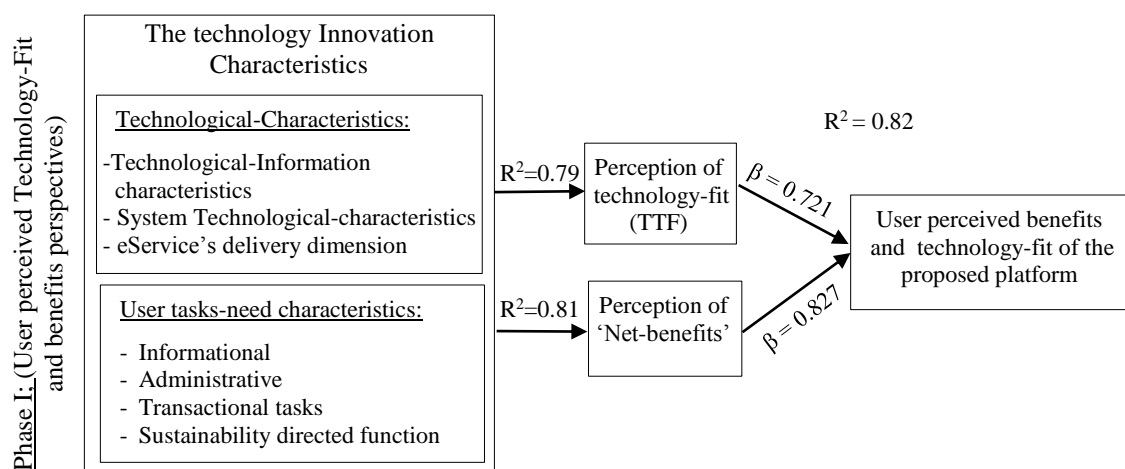 Phase I: (User perceived Technology-Fit
and benefits perspectives)
The technology Innovation
Characteristics
Technological-Characteristics:
-Technological-Information
characteristics
- System Technological-characteristics
- eService’s delivery dimension
User tasks-need characteristics:
- Informational
- Administrative
- Transactional tasks
- Sustainability directed function
R²=0.79
R²=0.81
Perception of
technology-fit
(TTF)
Perception of
‘Net-benefits’
β = 0.721
β = 0.827
R² = 0.82
User perceived benefits
and technology-fit of the
proposed platform